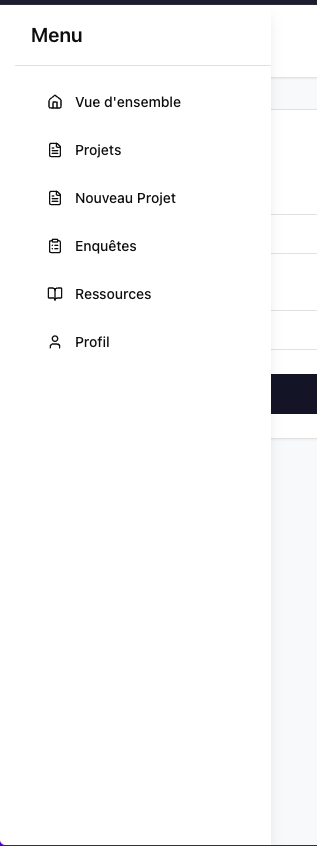 Menu
Vue d'ensemble
Projets
Nouveau Projet
Enquêtes
Ressources
Profil